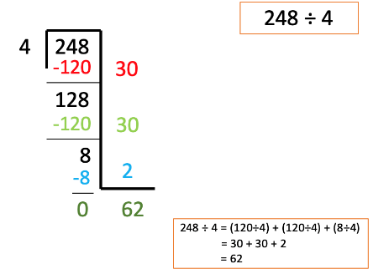 248 ÷ 4
4 248
-120 30
128
-120 30
8
-8 2
0 62
248 ÷ 4 = (120÷4) + (120÷4) + (8÷4)
= 30 + 30 + 2
= 62